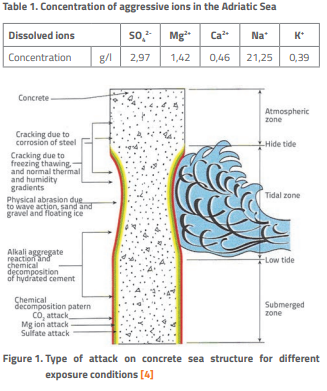 Table 1. Concentration of aggressive ions in the Adriatic Sea
Dissolved ions SO₄²⁻ Mg²⁺ Ca²⁺ Na⁺ K⁺
Concentration g/l 2,97 1,42 0,46 21,25 0,39
Concrete
Atmospheric
zone
Cracking due to
corrosion of steel
Hide tide
Cracking due to
freezing thawing,
and normal thermal
and humidity
gradients
Physical abrasion due
to wave action, sand and
gravel and floating ice
Tidal zone
Alkali aggregate
reaction and
chemical
decomposition
of hydrated cement
Low tide
Submerged
zone
Chemical
decomposition patern
CO₂ attack
Mg ion attack
Sulfate attack
Figure 1. Type of attack on concrete sea structure for different
exposure conditions [4]